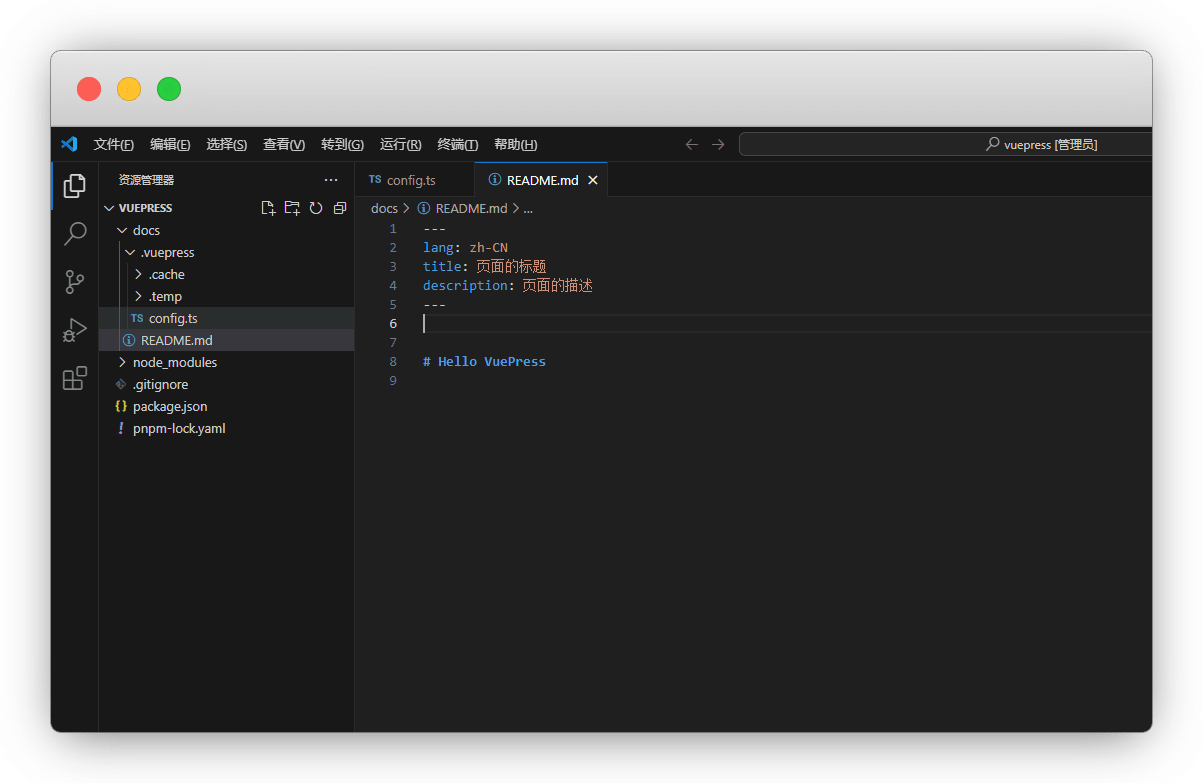 文件(F) 编辑(E) 选择(S) 查看(V) 转到(G) 运行(R) 终端(T) 帮助(H) vuepress [管理员]
资源管理器 ...
VUEPRESS
docs
.vuepress
.cache
.temp
TS config.ts
README.md
node_modules
.gitignore
{} package.json
! pnpm-lock.yaml
TS config.ts README.md
docs > README.md > ...
1 ---
2 lang: zh-CN
3 title: 页面的标题
4 description: 页面的描述
5 ---
6
7
8 # Hello VuePress
9